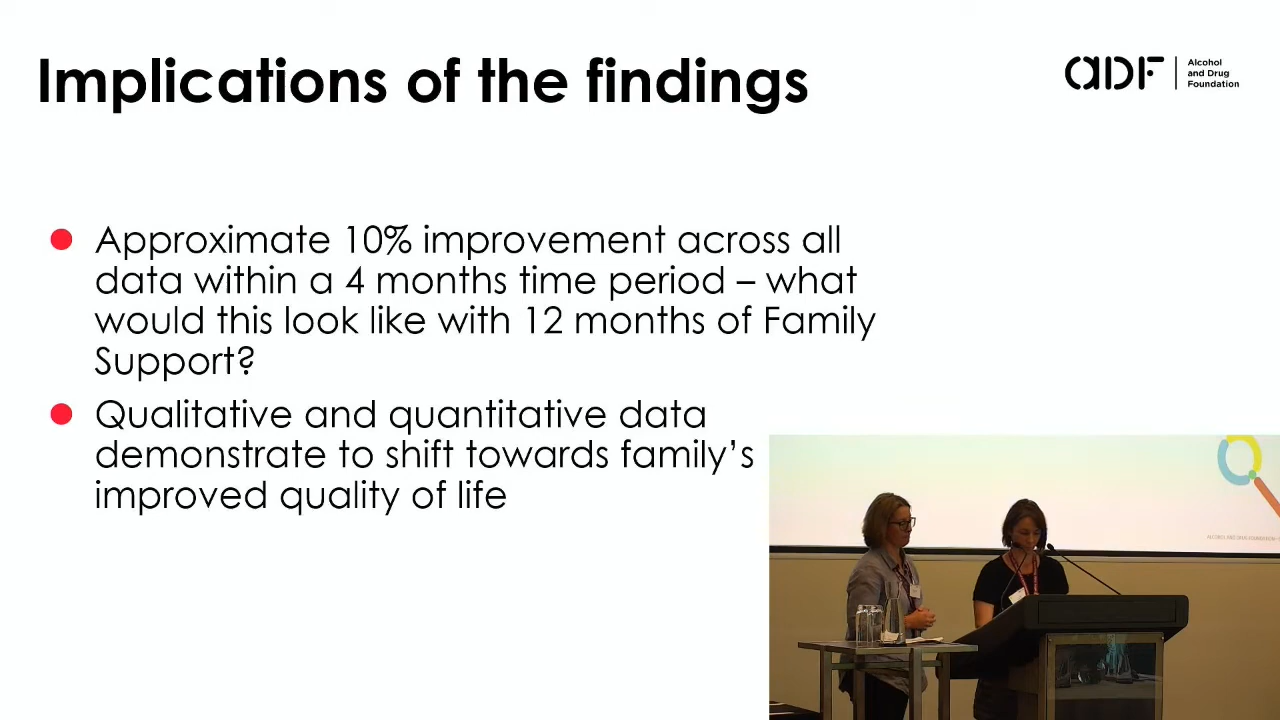 Implications of the findings
aDF
Alcohol
and Drug
Foundation
Approximate 10% improvement across all
data within a 4 months time period – what
would this look like with 12 months of Family
Support?
Qualitative and quantitative data
demonstrate to shift towards family’s
improved quality of life